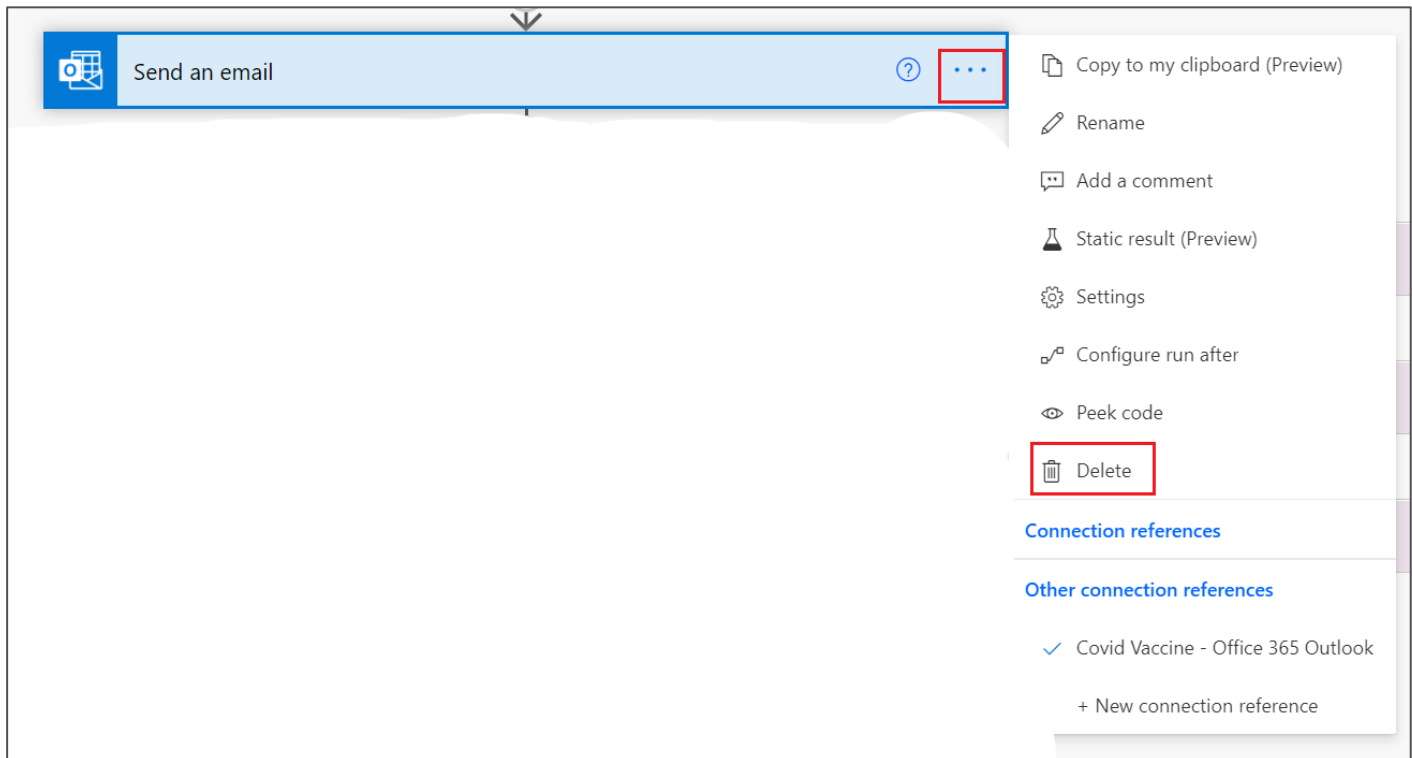 Send an email
Copy to my clipboard (Preview)
Rename
Add a comment
Static result (Preview)
Settings
Configure run after
Peek code
Delete
Connection references
Other connection references
Covid Vaccine - Office 365 Outlook
+ New connection reference